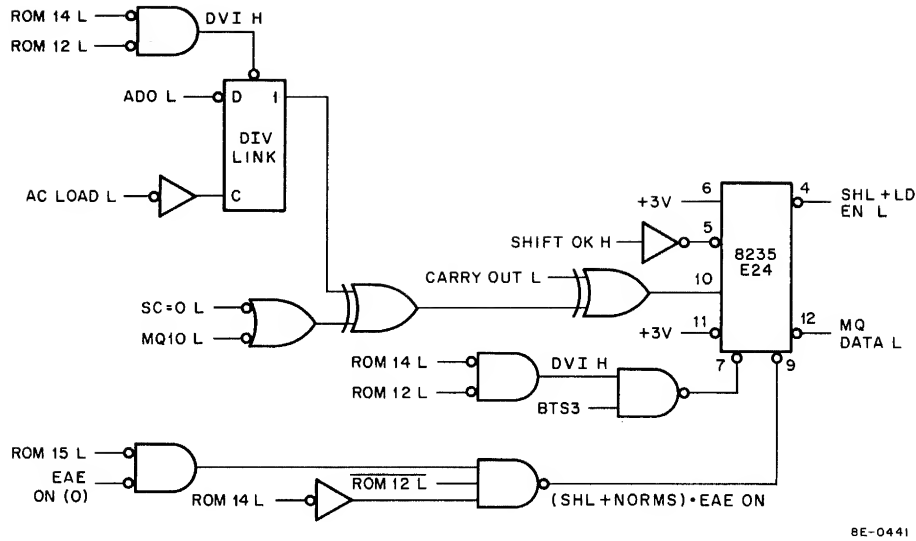 ROM 14 L
DVI H
ROM 12 L
ADO L
D 1
DIV
LINK
C
AC LOAD L
+3V
6
4
SHL + LD
EN L
SHIFT OK H
5
8235
E24
CARRY OUT L
10
SC=0 L
MQ10 L
+3V
11
12
MQ
DATA L
7
9
ROM 14 L
DVI H
ROM 12 L
BTS3
ROM 15 L
EAE
ON (0)
ROM 12 L
ROM 14 L
(SHL + NORMS) • EAE ON
8E-0441